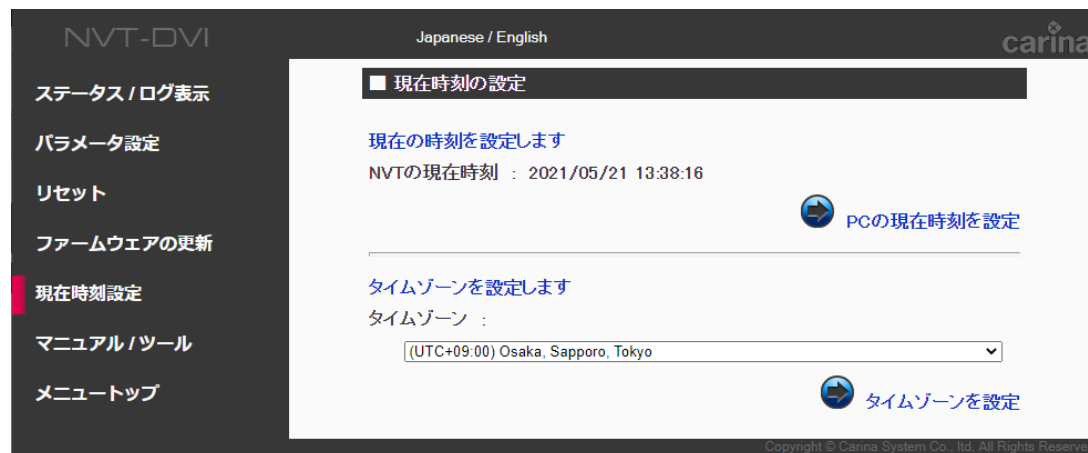 NVT-DVI
Japanese / English
carina
ステータス / ログ表示
パラメータ設定
リセット
ファームウェアの更新
現在時刻設定
マニュアル / ツール
メニュートップ
■ 現在時刻の設定
現在の時刻を設定します
NVTの現在時刻 : 2021/05/21 13:38:16
PCの現在時刻を設定
タイムゾーンを設定します
タイムゾーン :
(UTC+09:00) Osaka, Sapporo, Tokyo
タイムゾーンを設定
Copyright © Carina System Co., ltd. All Rights Reserve